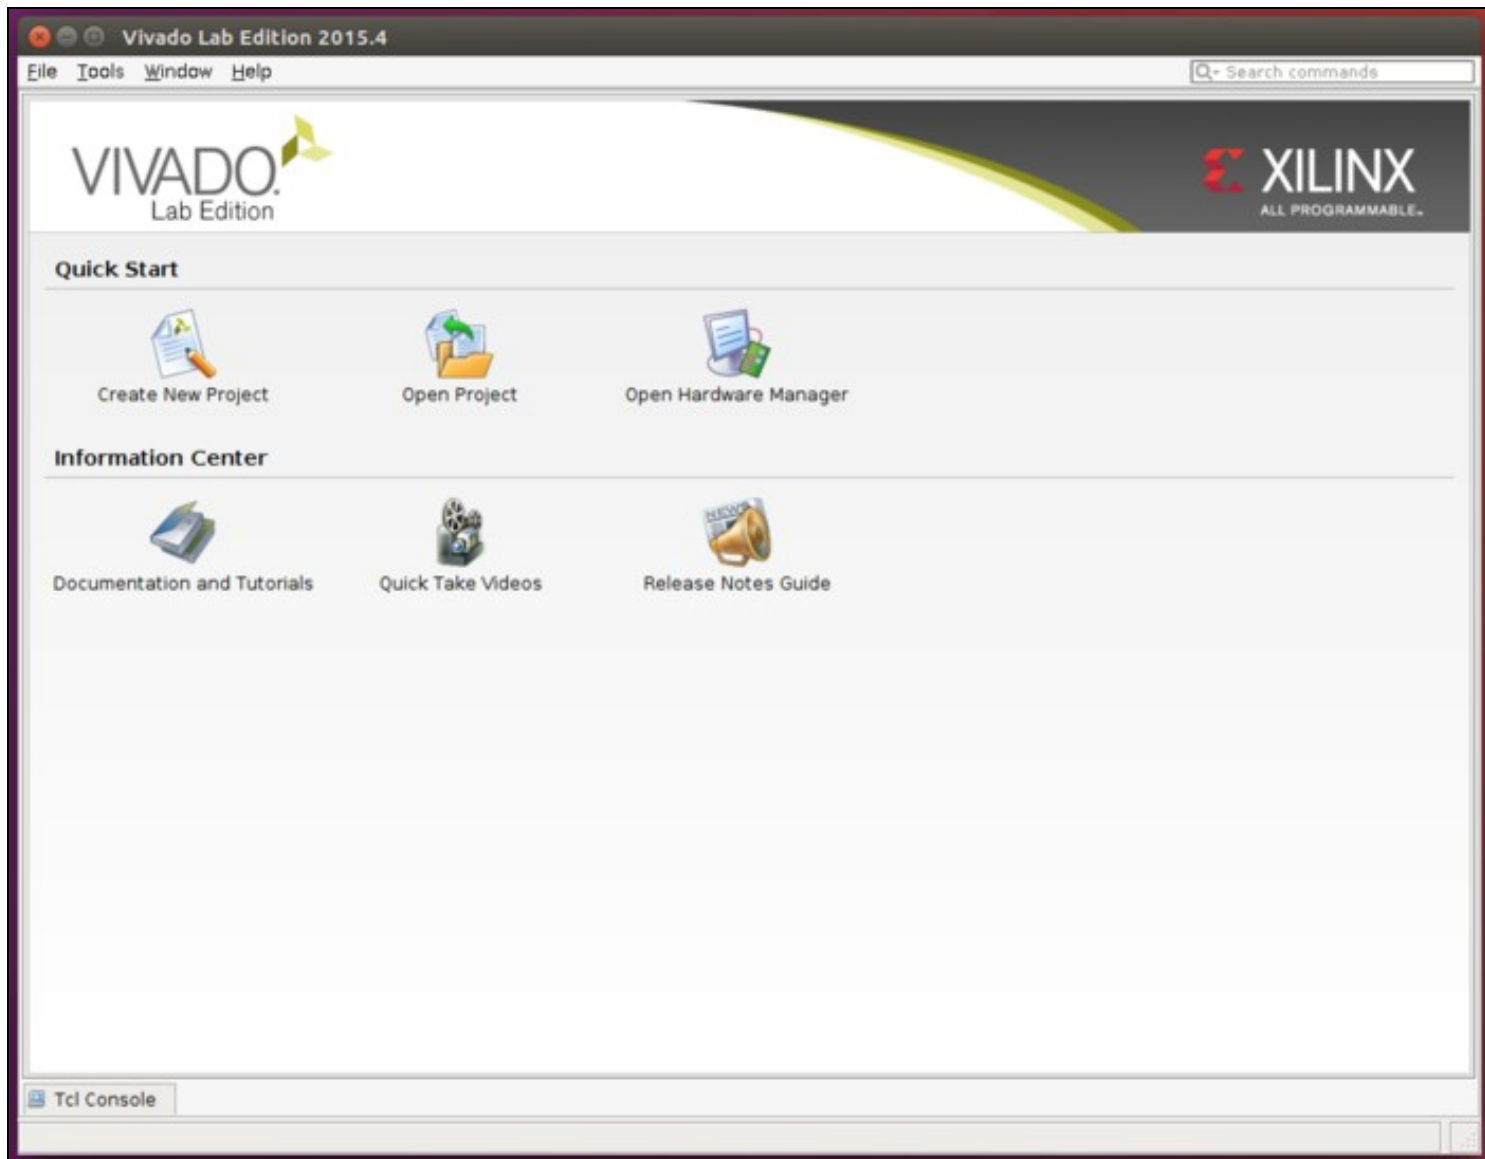 Vivado Lab Edition 2015.4
File Tools Window Help
Search commands
VIVADO.
Lab Edition
XILINX
ALL PROGRAMMABLE™
Quick Start
Create New Project
Open Project
Open Hardware Manager
Information Center
NEWS
Documentation and Tutorials
Quick Take Videos
Release Notes Guide
Tcl Console